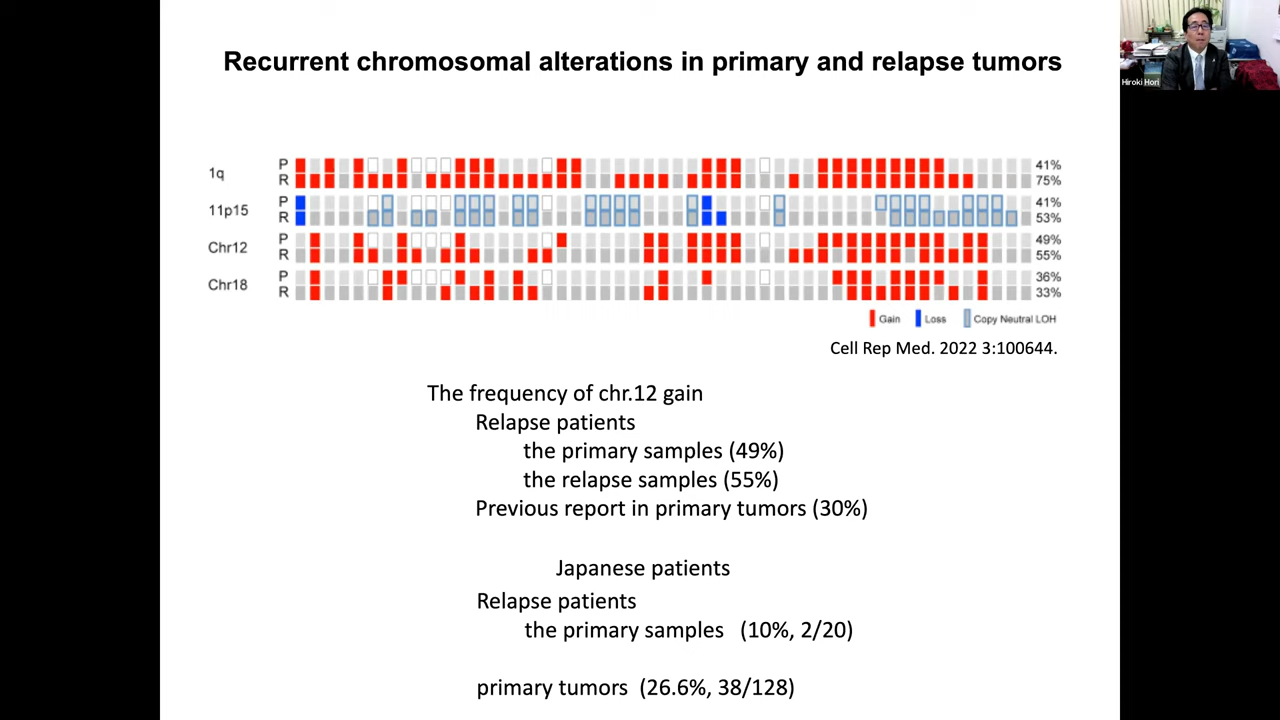 Recurrent chromosomal alterations in primary and relapse tumors
Hiroki Hori
1q P 41%
R 75%
11p15 P 41%
R 53%
Chr12 P 49%
R 55%
Chr18 P 36%
R 33%
Gain Loss Copy Neutral LOH
Cell Rep Med. 2022 3:100644.
The frequency of chr.12 gain
Relapse patients
the primary samples (49%)
the relapse samples (55%)
Previous report in primary tumors (30%)
Japanese patients
Relapse patients
the primary samples (10%, 2/20)
primary tumors (26.6%, 38/128)